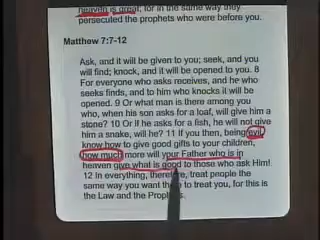 heaven is great; for in the same way they
persecuted the prophets who were before you.
Matthew 7:7-12
Ask, and it will be given to you; seek, and you
will find; knock, and it will be opened to you. 8
For everyone who asks receives, and he who
seeks finds, and to him who knocks it will be
opened. 9 Or what man is there among you
who, when his son asks for a loaf, will give him a
stone? 10 Or if he asks for a fish, he will not give
him a snake, will he? 11 If you then, being evil,
know how to give good gifts to your children,
how much more will your Father who is in
heaven give what is good to those who ask Him!
12 In everything, therefore, treat people the
same way you want them to treat you, for this is
the Law and the Prophets.